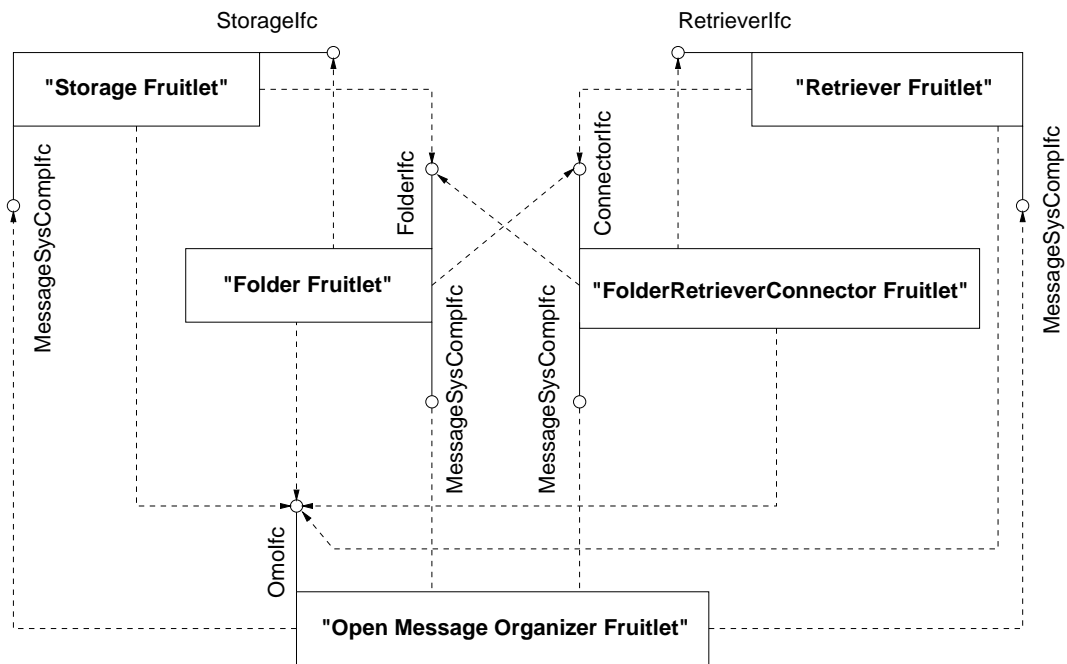 StorageIfc
RetrieverIfc
"Storage Fruitlet"
"Retriever Fruitlet"
MessageSysCompIfc
FolderIfc
ConnectorIfc
MessageSysCompIfc
"Folder Fruitlet"
"FolderRetrieverConnector Fruitlet"
MessageSysCompIfc
MessageSysCompIfc
OmoIfc
"Open Message Organizer Fruitlet"